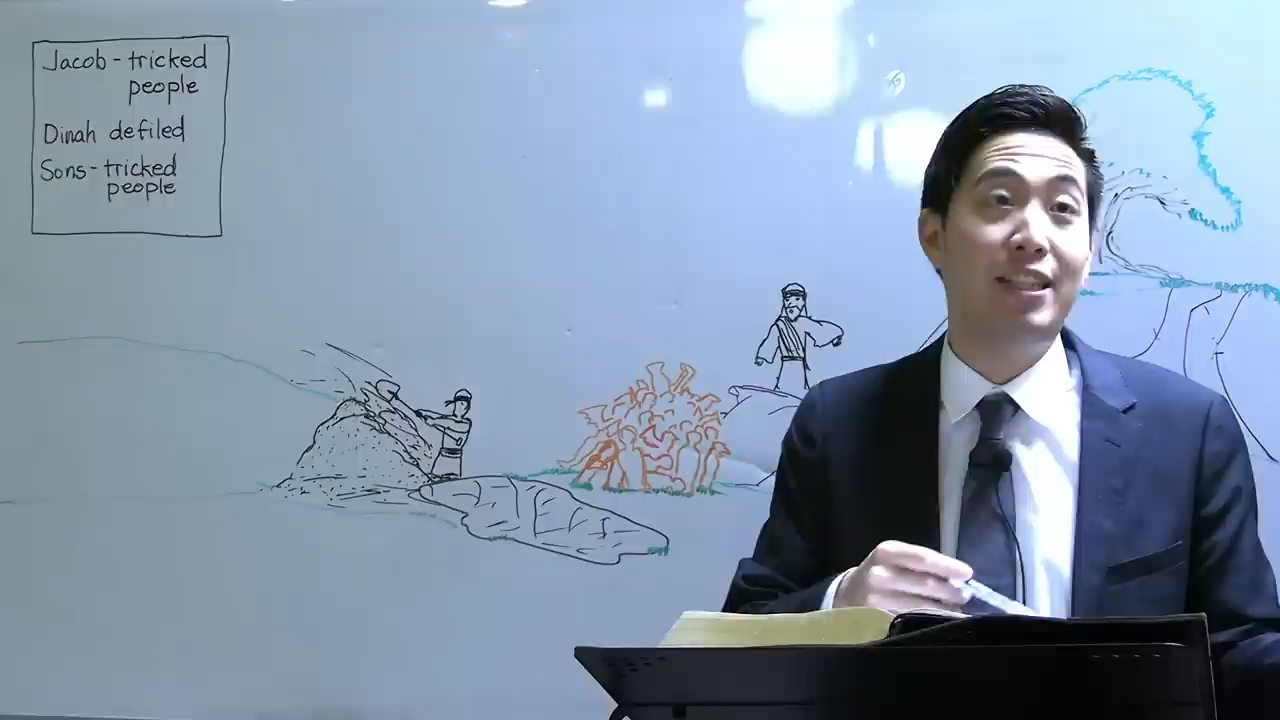 Jacob - tricked
people
Dinah defiled
Sons - tricked
people